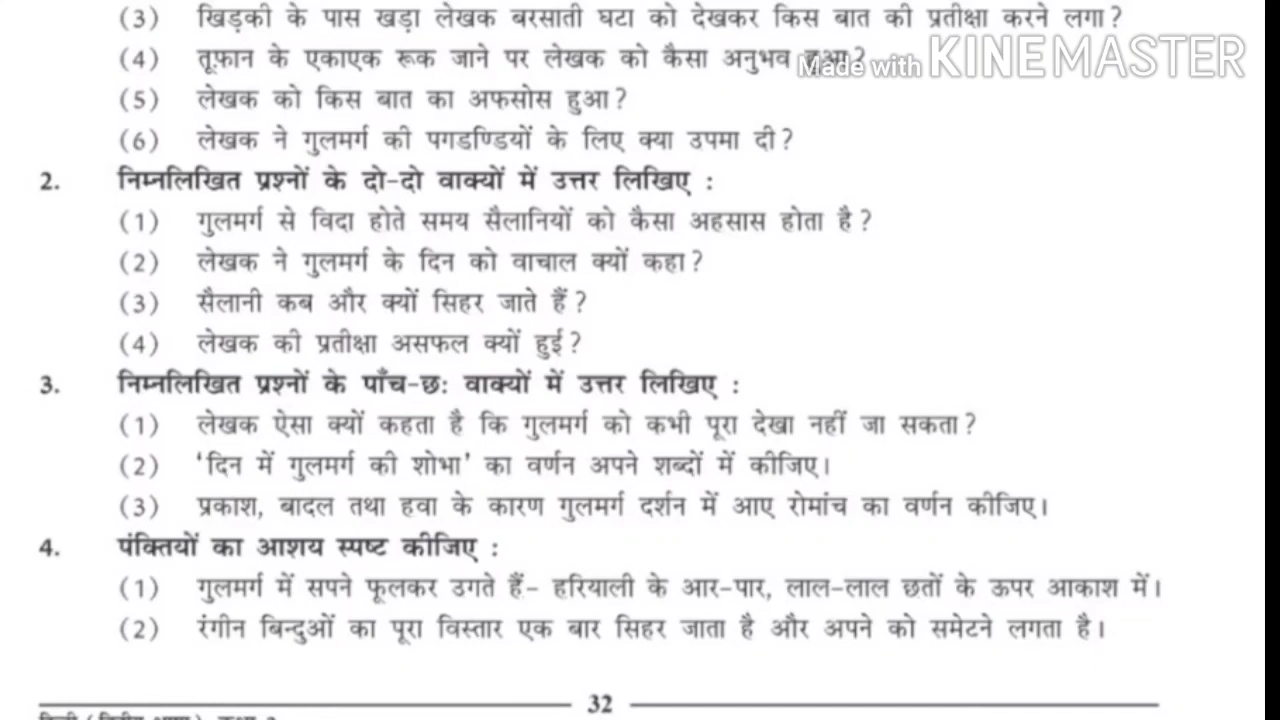 (3) खिड़की के पास खड़ा लेखक बरसाती घटा को देखकर किस बात की प्रतीक्षा करने लगा?
(4) तूफ़ान के एकाएक रूक जाने पर लेखक को कैसा अनुभव हुआ?
Made with KINEMASTER
(5) लेखक को किस बात का अफसोस हुआ?
(6) लेखक ने गुलमर्ग की पगडण्डियों के लिए क्या उपमा दी?
2. निम्नलिखित प्रश्नों के दो-दो वाक्यों में उत्तर लिखिए :
(1) गुलमर्ग से विदा होते समय सैलानियों को कैसा अहसास होता है?
(2) लेखक ने गुलमर्ग के दिन को वाचाल क्यों कहा?
(3) सैलानी कब और क्यों सिहर जाते हैं?
(4) लेखक की प्रतीक्षा असफल क्यों हुई?
3. निम्नलिखित प्रश्नों के पाँच-छः वाक्यों में उत्तर लिखिए :
(1) लेखक ऐसा क्यों कहता है कि गुलमर्ग को कभी पूरा देखा नहीं जा सकता?
(2) 'दिन में गुलमर्ग की शोभा' का वर्णन अपने शब्दों में कीजिए।
(3) प्रकाश, बादल तथा हवा के कारण गुलमर्ग दर्शन में आए रोमांच का वर्णन कीजिए।
4. पंक्तियों का आशय स्पष्ट कीजिए :
(1) गुलमर्ग में सपने फूलकर उगते हैं- हरियाली के आर-पार, लाल-लाल छतों के ऊपर आकाश में।
(2) रंगीन बिन्दुओं का पूरा विस्तार एक बार सिहर जाता है और अपने को समेटने लगता है।
32